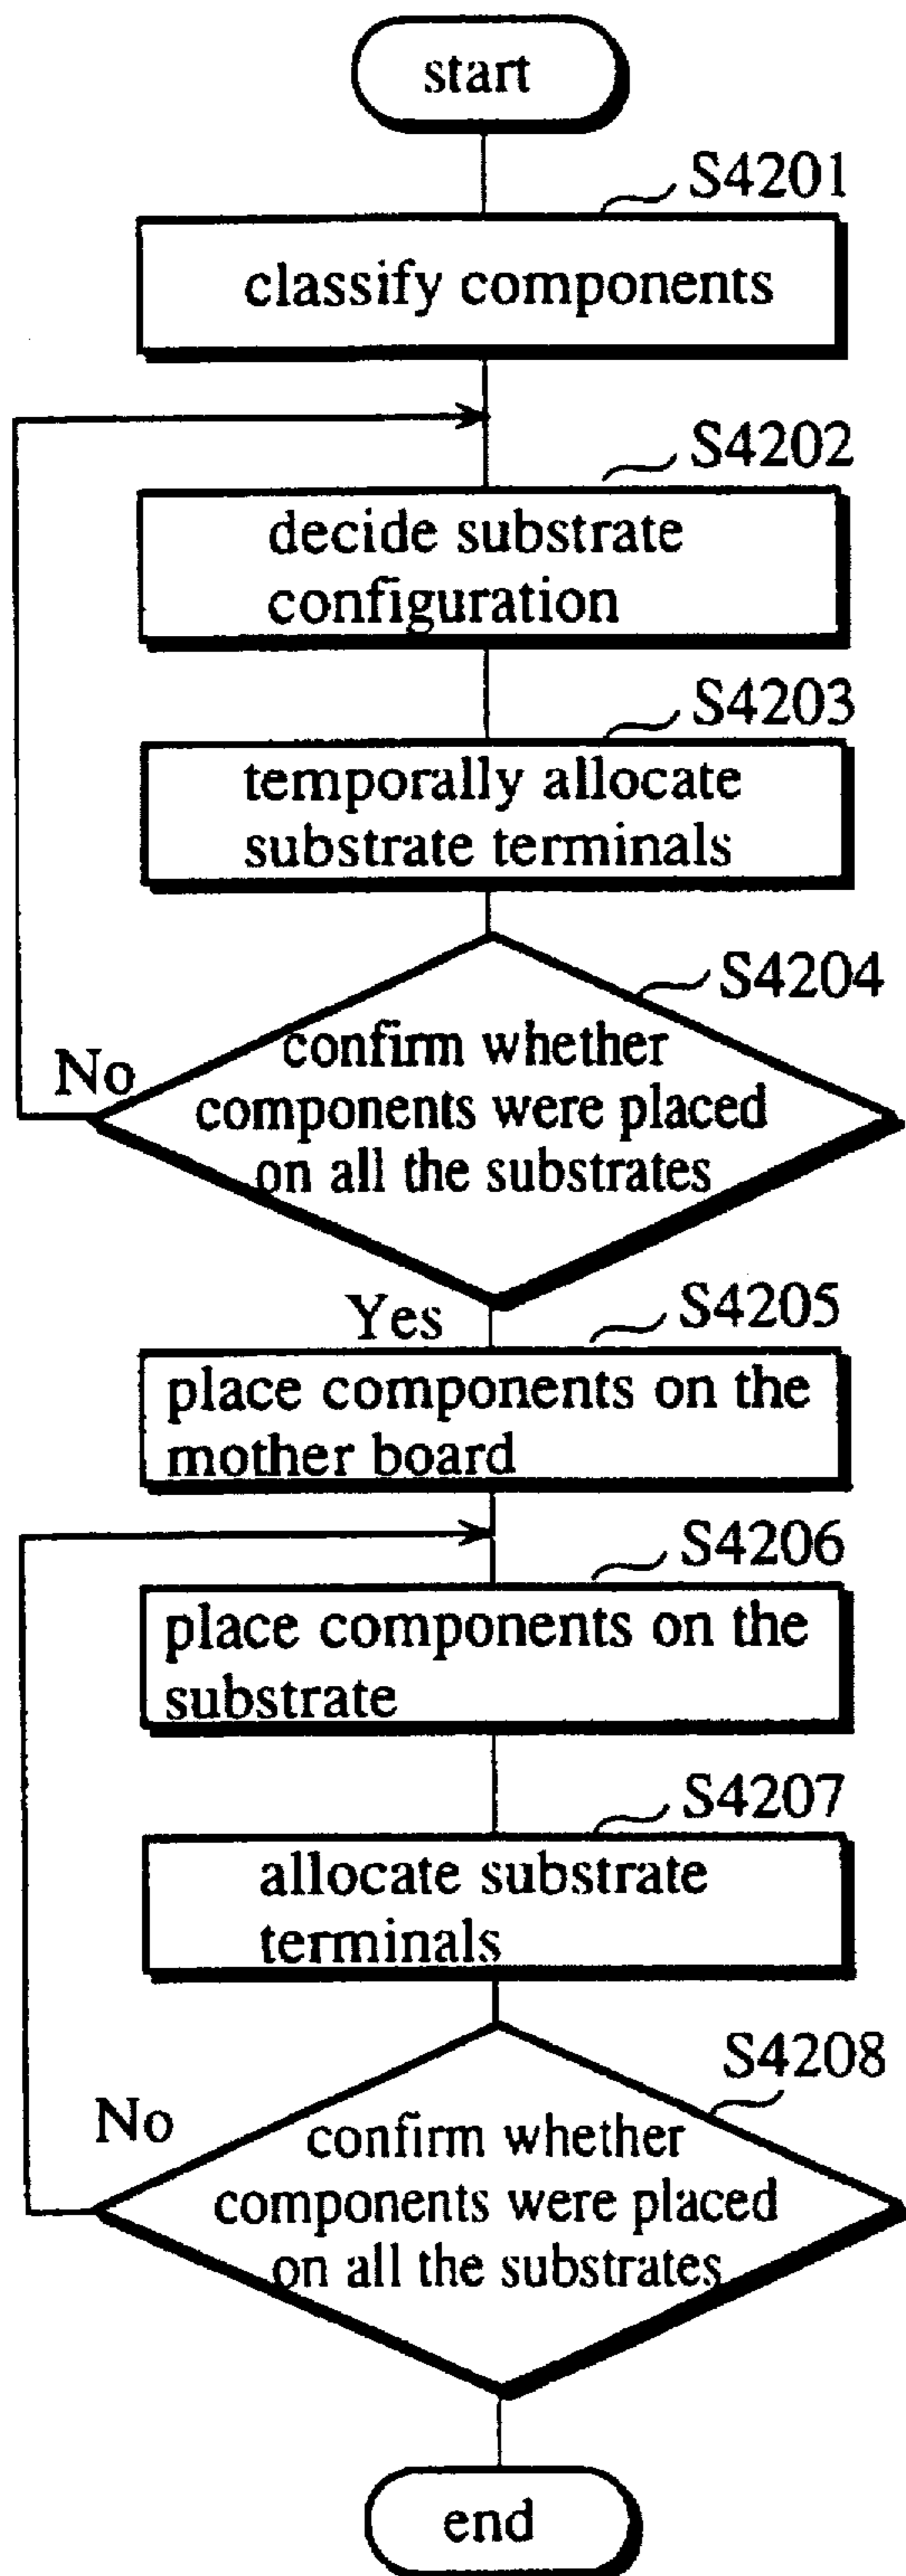 start
S4201
classify components
S4202
decide substrate
configuration
S4203
temporally allocate
substrate terminals
S4204
confirm whether
components were placed
on all the substrates
No
Yes
S4205
place components on the
mother board
S4206
place components on the
substrate
S4207
allocate substrate
terminals
S4208
No
confirm whether
components were placed
on all the substrates
end